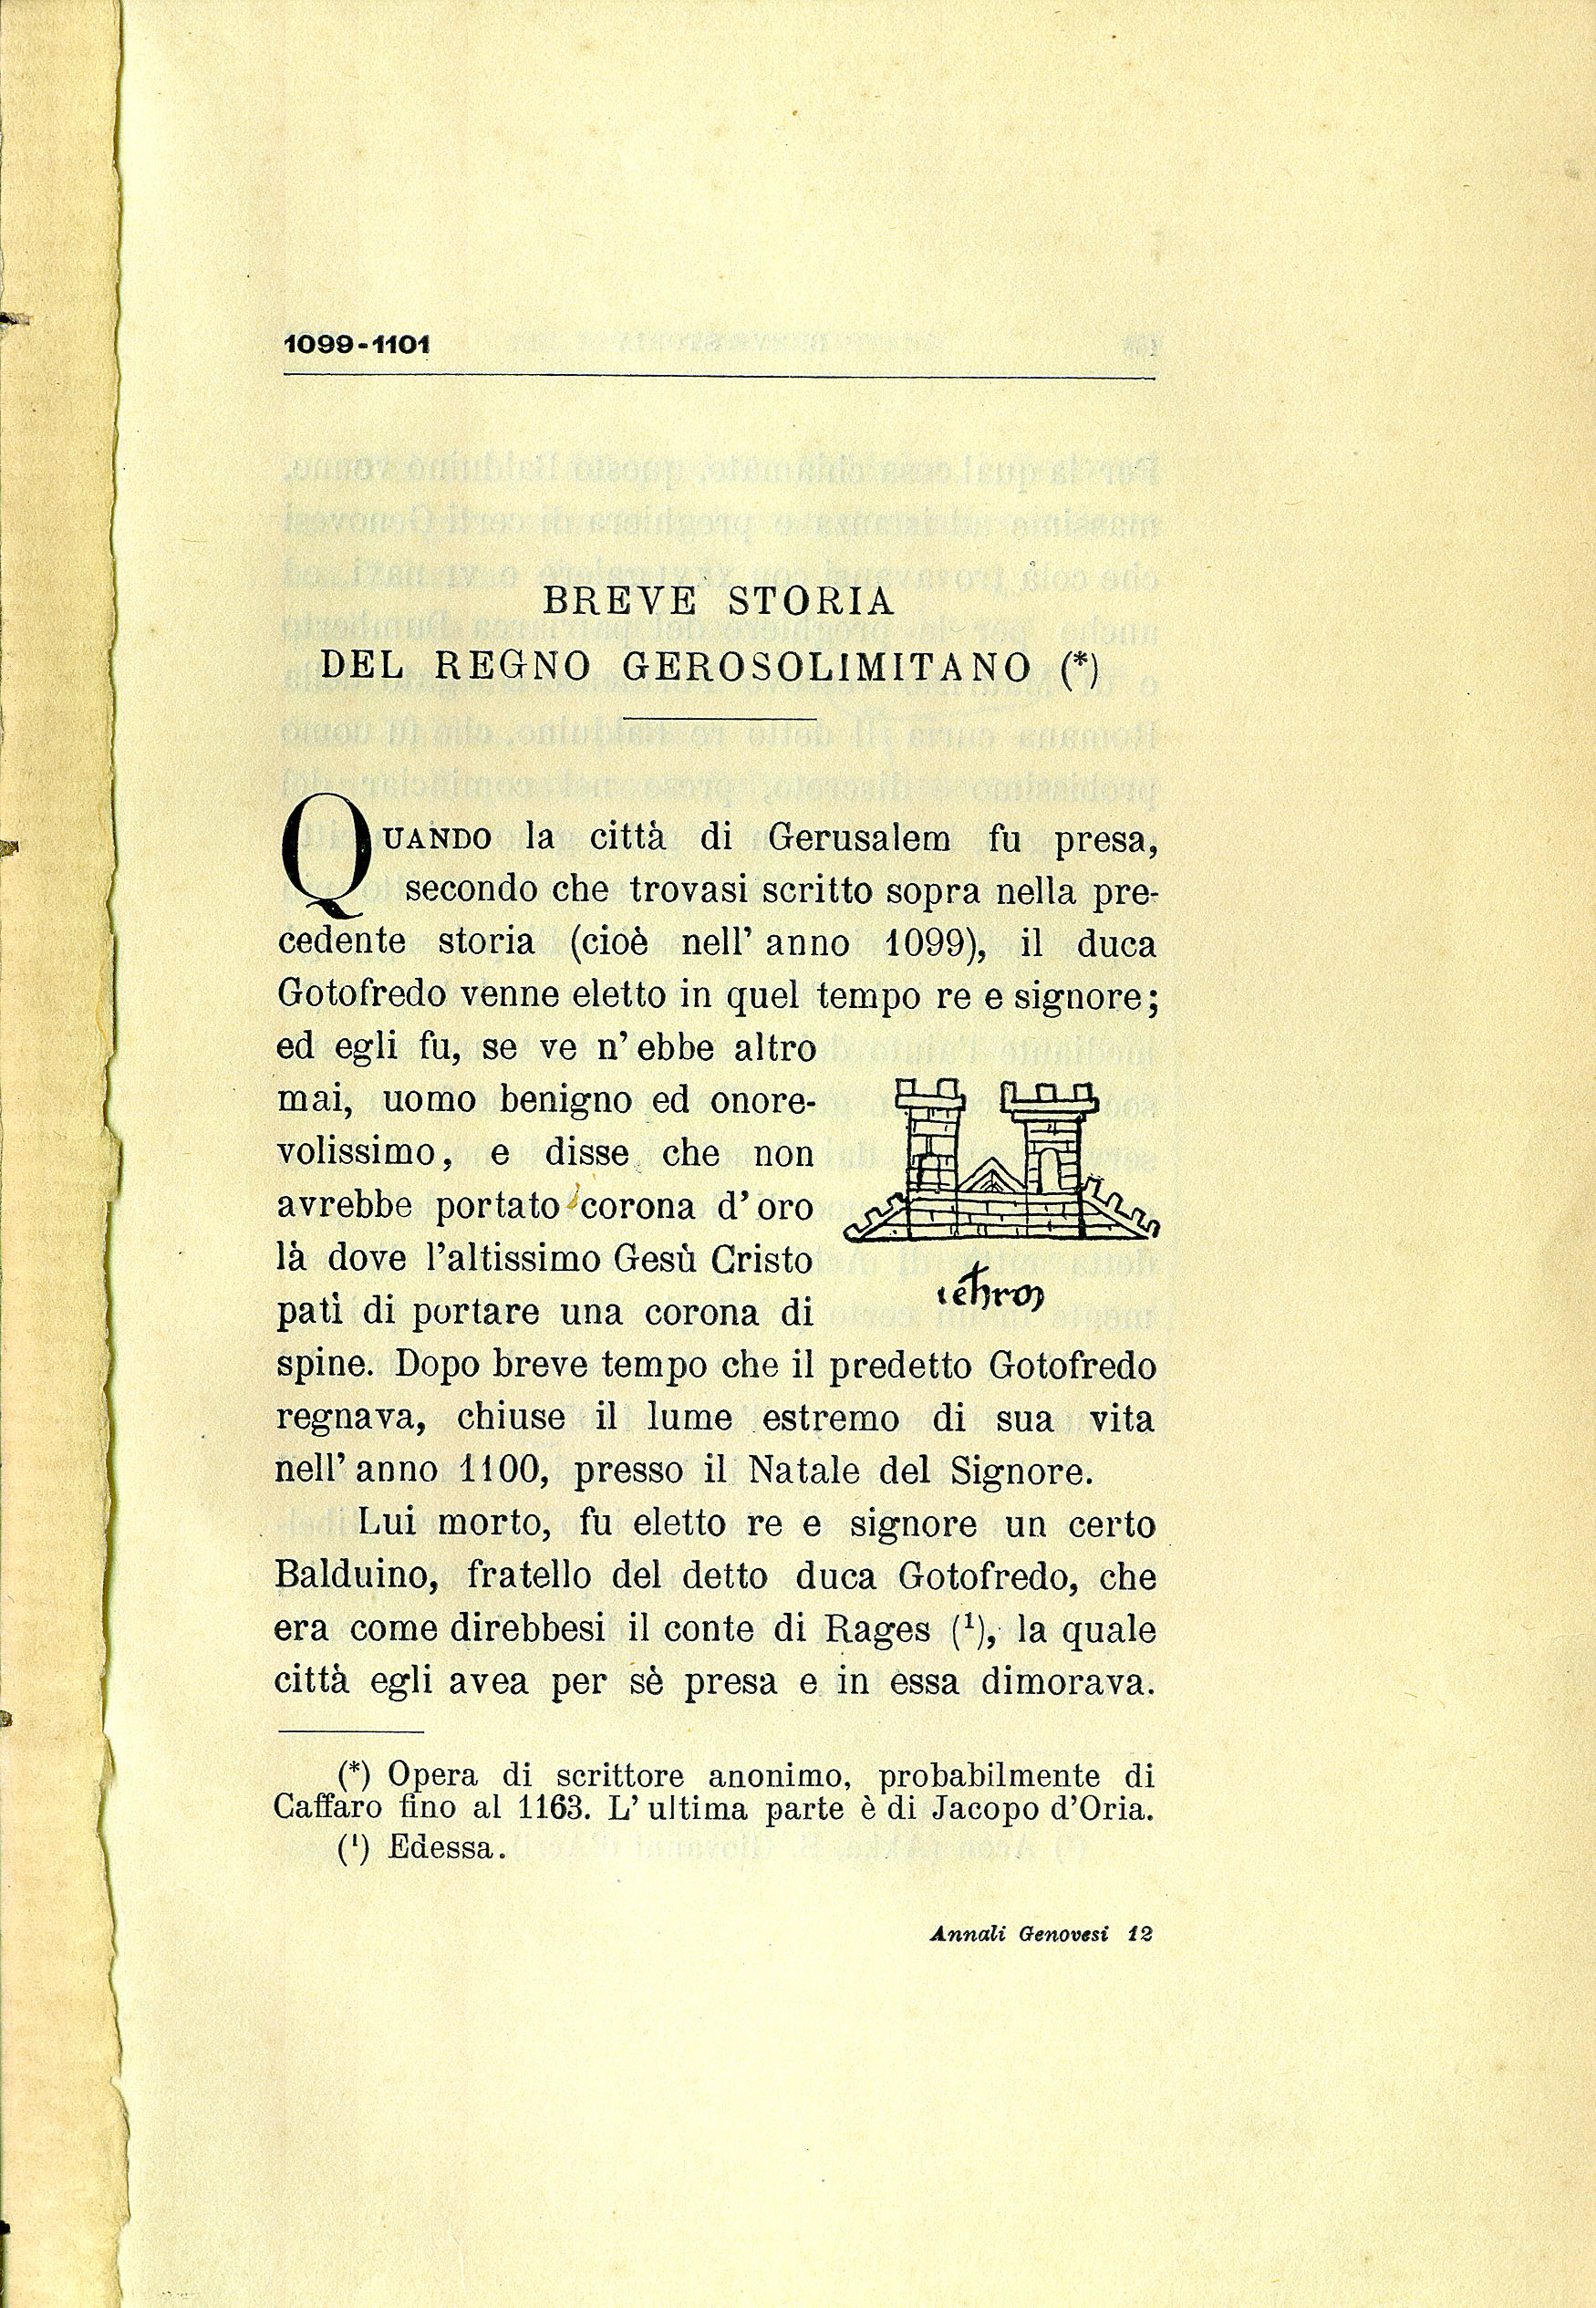 1099-1101
BREVE STORIA
DEL REGNO GEROSOLIMITANO (*)
QUANDO la città di Gerusalem fu presa,
secondo che trovasi scritto sopra nella pre-
cedente storia (cioè nell' anno 1099), il duca
Gotofredo venne eletto in quel tempo re e signore;
ed egli fu, se ve n' ebbe altro
mai, uomo benigno ed onore-
volissimo, e disse che non
avrebbe portato corona d' oro
là dove l'altissimo Gesù Cristo
patì di portare una corona di
spine. Dopo breve tempo che il predetto Gotofredo
regnava, chiuse il lume estremo di sua vita
nell' anno 1100, presso il Natale del Signore.
Lui morto, fu eletto re e signore un certo
Balduino, fratello del detto duca Gotofredo, che
era come direbbesi il conte di Rages (¹), la quale
città egli avea per sè presa e in essa dimorava.
(*) Opera di scrittore anonimo, probabilmente di
Caffaro fino al 1163. L' ultima parte è di Jacopo d'Oria.
(¹) Edessa.
Annali Genovesi 12